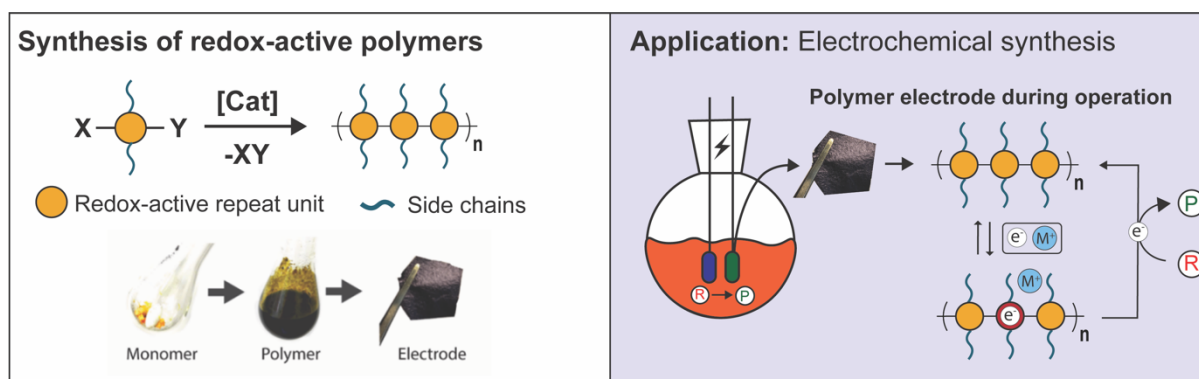 Synthesis of redox-active polymers
X
Y
[Cat]
-XY
n
Redox-active repeat unit
Side chains
Monomer
Polymer
Electrode
Application: Electrochemical synthesis
Polymer electrode during operation
n
e⁻ M⁺
P
e⁻
R
R P
M⁺
e⁻
n